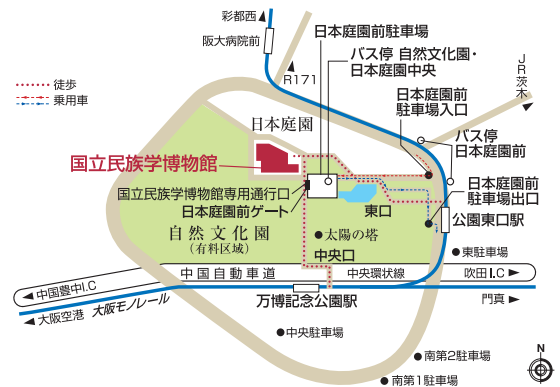 彩都西
阪大病院前
日本庭園前駐車場
バス停 自然文化園・
日本庭園中央
R171
JR茨木
徒歩
乗用車
日本庭園
日本庭園前
駐車場入口
バス停
日本庭園前
国立民族学博物館
国立民族学博物館専用通行口
日本庭園前ゲート
東口
日本庭園前
駐車場出口
公園東口駅
自然文化園
(有料区域)
太陽の塔
中央口
東駐車場
中国自動車道
中央環状線
吹田I.C
中国豊中I.C
万博記念公園駅
門真
大阪空港
大阪モノレール
中央駐車場
南第2駐車場
南第1駐車場
N